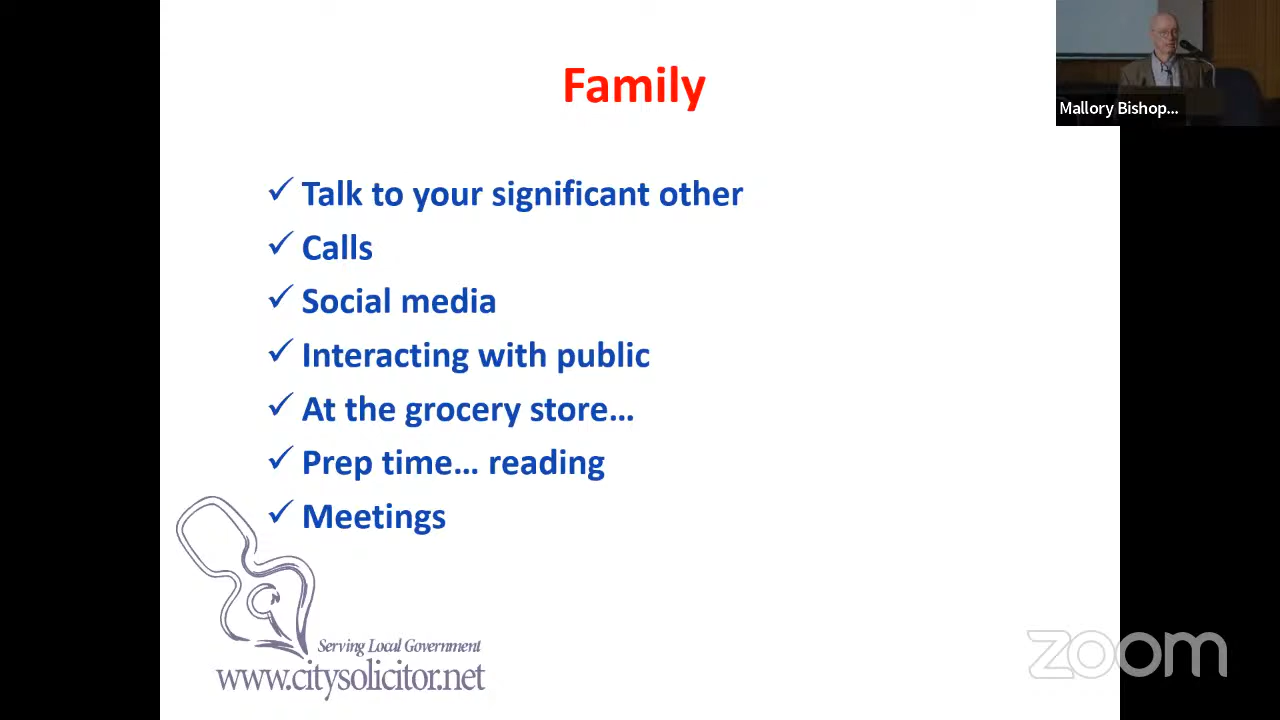 Family
Mallory Bishop...
✓ Talk to your significant other
✓ Calls
✓ Social media
✓ Interacting with public
✓ At the grocery store…
✓ Prep time… reading
✓ Meetings
Serving Local Government
www.citysolicitor.net
zoom